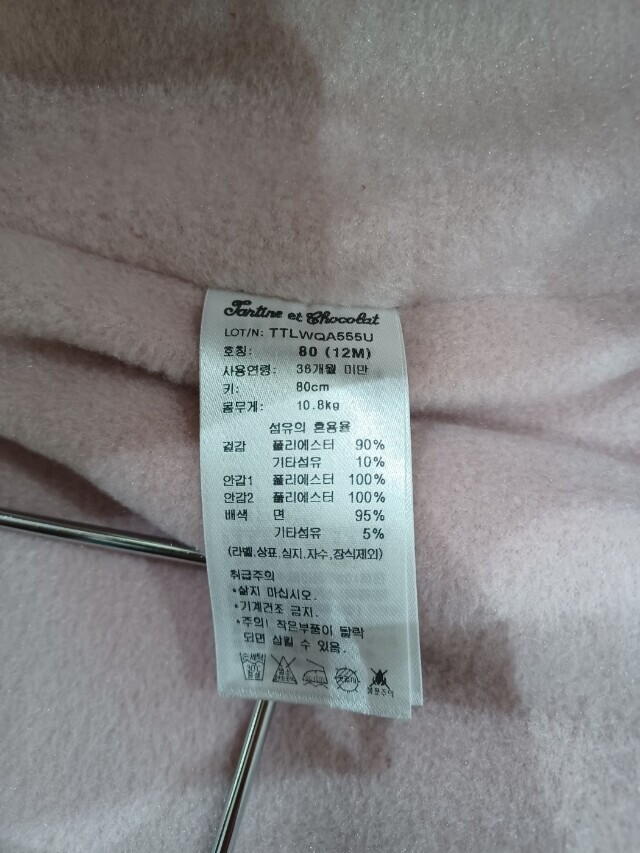 Tartine et Chocolat
LOT/N: TTLWQA555U
호칭: 80 (12M)
사용연령: 36개월 미만
키: 80cm
몸무게: 10.8kg
섬유의 혼용율
겉감 폴리에스터 90%
기타섬유 10%
안감1 폴리에스터 100%
안감2 폴리에스터 100%
배색 면 95%
기타섬유 5%
(라벨.상표.심지.자수,장식제외)
취급주의
*삶지 마십시오.
*기계건조 금지.
*주의! 작은부품이 탈락
되면 삼킬 수 있음.
손세탁